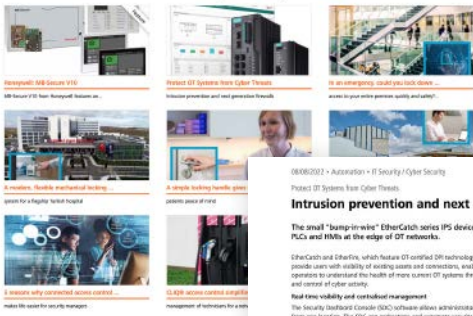 Honeywell: MB-Secure V10
MB-Secure V10 from Honeywell features an ...
Protect OT Systems from Cyber Threats
Intrusion prevention and next generation firewalls
In an emergency, could you lock down ...
access to your entire premises quickly and safely?...
A modern, flexible mechanical locking ...
system for a flagship Turkish hospital
A simple locking handle gives
patients peace of mind
5 reasons why connected access control ...
makes life easier for security managers
CLIQ® access control simplifies
management of technicians for a
08/08/2022 • Automation • IT Security / Cyber Security
Protect OT Systems from Cyber Threats
Intrusion prevention and next
The small "bump-in-wire" EtherCatch series IPS device
PLCs and HMIs at the edge of OT networks.
EtherCatch and EtherFire, which feature OT-certified DPI technology
provide users with visibility of existing assets and connections,
operators to understand the health of more current OT systems
and control of cyber activity.
Real-time visibility and centralised management
The Security Dashboard Console (SDC) software allows